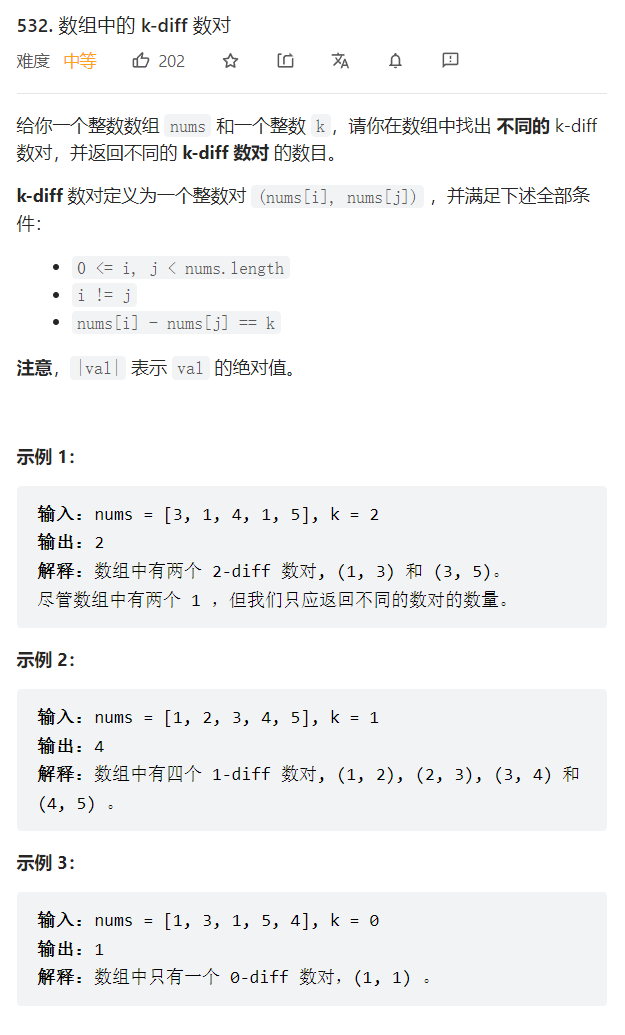 532. 数组中的 k-diff 数对
难度 中等 202
给你一个整数数组 nums 和一个整数 k，请你在数组中找出 不同的 k-diff
数对，并返回不同的 k-diff 数对 的数目。
k-diff 数对定义为一个整数对 (nums[i], nums[j]) ，并满足下述全部条
件：
• 0 <= i, j < nums.length
• i != j
• nums[i] - nums[j] == k
注意，|val| 表示 val 的绝对值。
示例 1：
输入：nums = [3, 1, 4, 1, 5], k = 2
输出：2
解释：数组中有两个 2-diff 数对, (1, 3) 和 (3, 5)。
尽管数组中有两个 1 ，但我们只应返回不同的数对的数量。
示例 2：
输入：nums = [1, 2, 3, 4, 5], k = 1
输出：4
解释：数组中有四个 1-diff 数对, (1, 2), (2, 3), (3, 4) 和
(4, 5) 。
示例 3：
输入：nums = [1, 3, 1, 5, 4], k = 0
输出：1
解释：数组中只有一个 0-diff 数对，(1, 1) 。